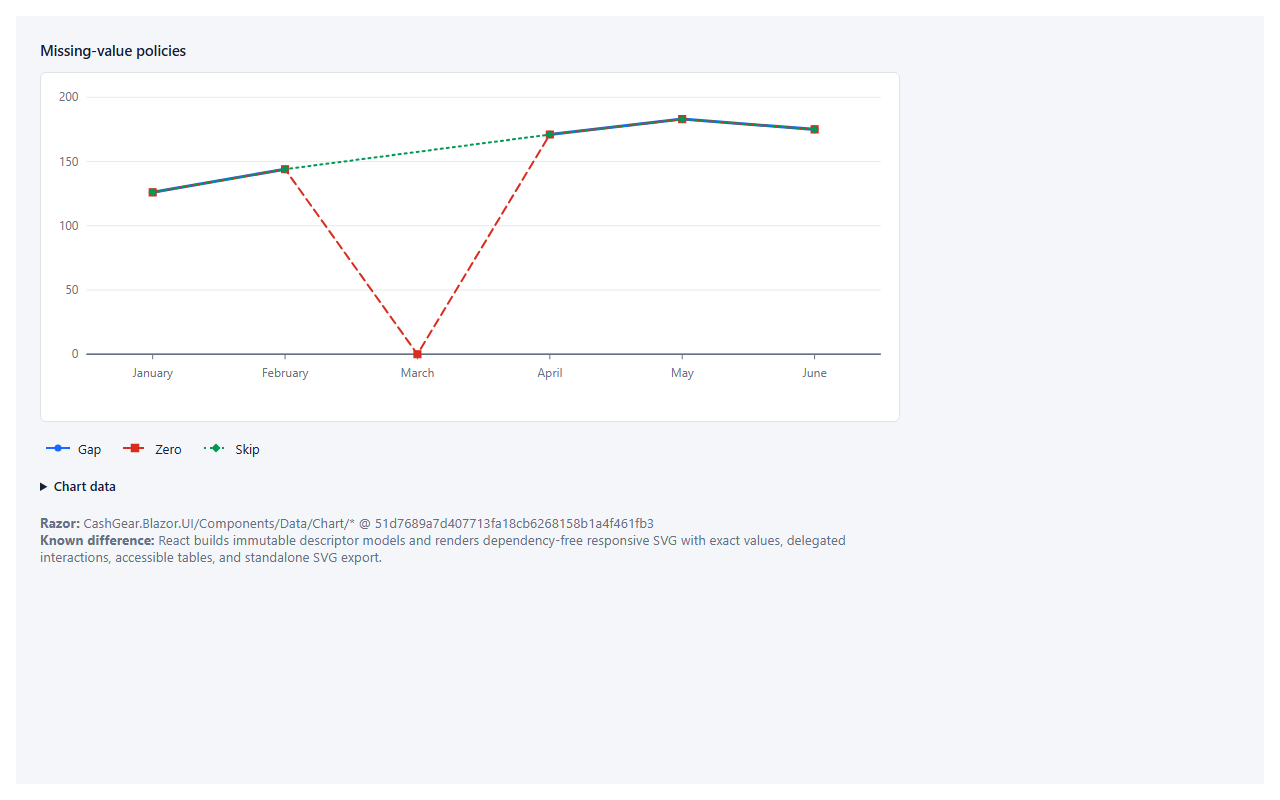 Missing-value policies
200
150
100
50
0
January February March April May June
Gap Zero Skip
Chart data
Razor: CashGear.Blazor.UI/Components/Data/Chart/* @ 51d7689a7d407713fa18cb6268158b1a4f461fb3
Known difference: React builds immutable descriptor models and renders dependency-free responsive SVG with exact values, delegated
interactions, accessible tables, and standalone SVG export.